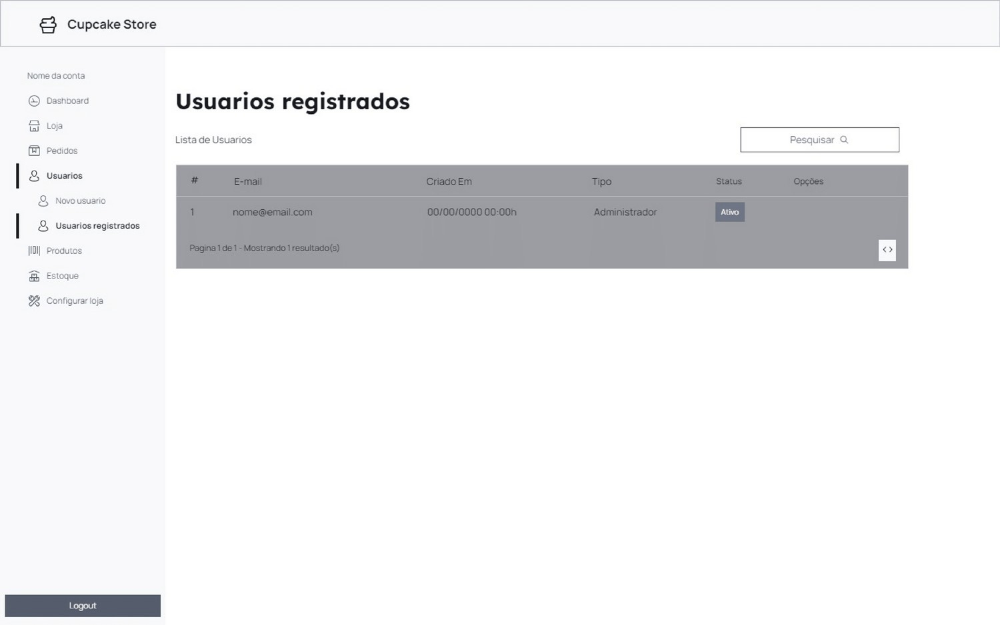 Cupcake Store
Nome da conta
Dashboard
Loja
Pedidos
Usuarios
Novo usuario
Usuarios registrados
Produtos
Estoque
Configurar loja
Logout
Usuarios registrados
Lista de Usuarios
Pesquisar
# E-mail Criado Em Tipo Status Opções
1 nome@email.com 00/00/0000 00:00h Administrador Ativo
Pagina 1 de 1 - Mostrando 1 resultado(s)
< >